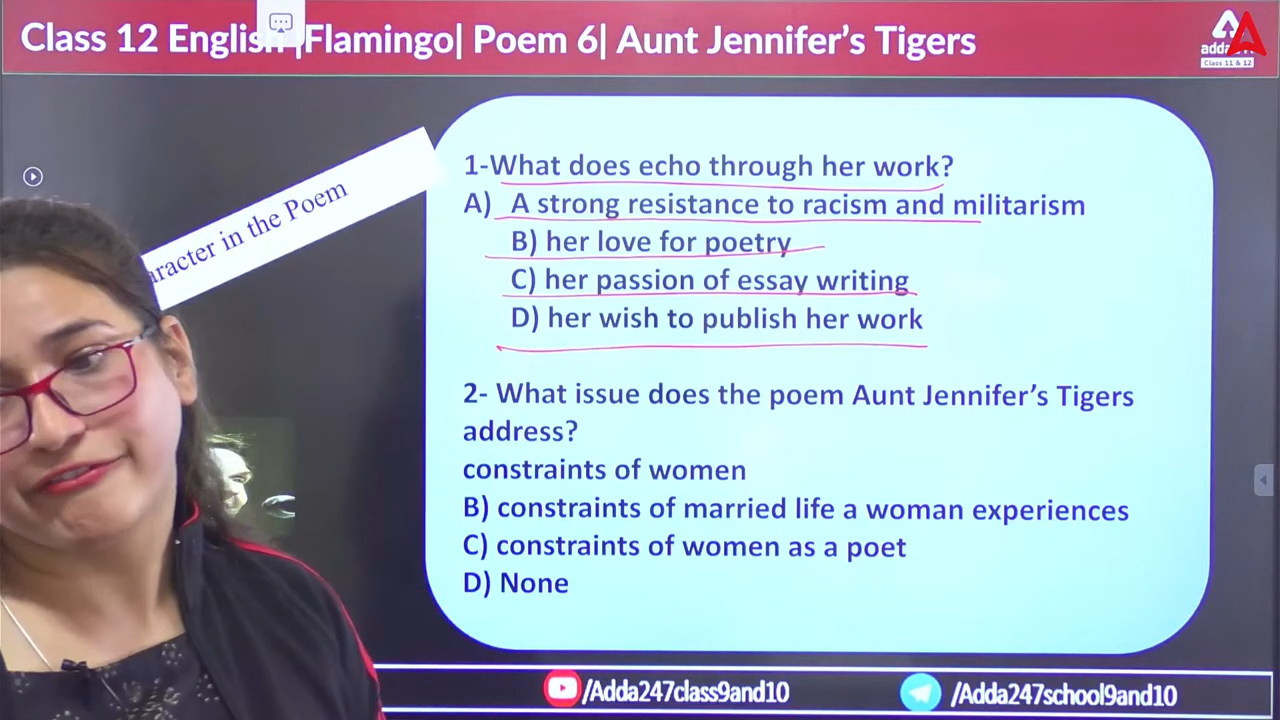 Class 12 English |Flamingo| Poem 6| Aunt Jennifer's Tigers
Class 11 & 12
in the Poem
1-What does echo through her work?
A) A strong resistance to racism and militarism
B) her love for poetry
C) her passion of essay writing
D) her wish to publish her work
2- What issue does the poem Aunt Jennifer's Tigers
address?
constraints of women
B) constraints of married life a woman experiences
C) constraints of women as a poet
D) None
/Adda247class9and10
/Adda247school9and10